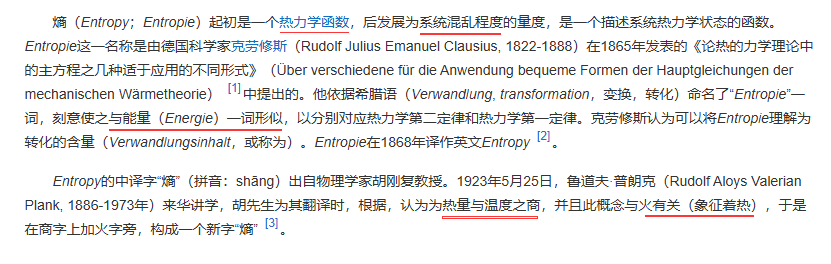 熵（Entropy；Entropie）起初是一个热力学函数，后发展为系统混乱程度的量度，是一个描述系统热力学状态的函数。
Entropie这一名称是由德国科学家克劳修斯（Rudolf Julius Emanuel Clausius, 1822-1888）在1865年发表的《论热的力学理论中
的主方程之几种适于应用的不同形式》（Über verschiedene für die Anwendung bequeme Formen der Hauptgleichungen der
mechanischen Wärmetheorie） [1] 中提出的。他依据希腊语（Verwandlung, transformation，变换，转化）命名了“Entropie”一
词，刻意使之与能量（Energie）一词形似，以分别对应热力学第二定律和热力学第一定律。克劳修斯认为可以将Entropie理解为
转化的含量（Verwandlungsinhalt，或称为）。Entropie在1868年译作英文Entropy [2]。
Entropy的中译字“熵”（拼音：shāng）出自物理学家胡刚复教授。1923年5月25日，鲁道夫·普朗克（Rudolf Aloys Valerian
Plank, 1886-1973年）来华讲学，胡先生为其翻译时，根据，认为为热量与温度之商，并且此概念与火有关（象征着热），于是
在商字上加火字旁，构成一个新字“熵” [3]。